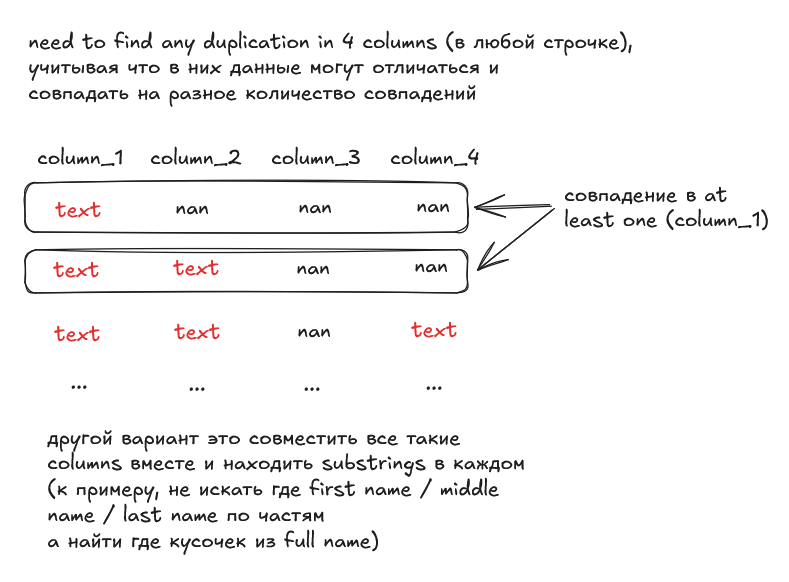 need to find any duplication in 4 columns (в любой строчке),
учитывая что в них данные могут отличаться и
совпадать на разное количество совпадений
column_1 column_2 column_3 column_4
text nan nan nan
совпадение в at
least one (column_1)
text text nan nan
text text nan text
... ... ... ...
другой вариант это совместить все такие
columns вместе и находить substrings в каждом
(к примеру, не искать где first name / middle
name / last name по частям
а найти где кусочек из full name)